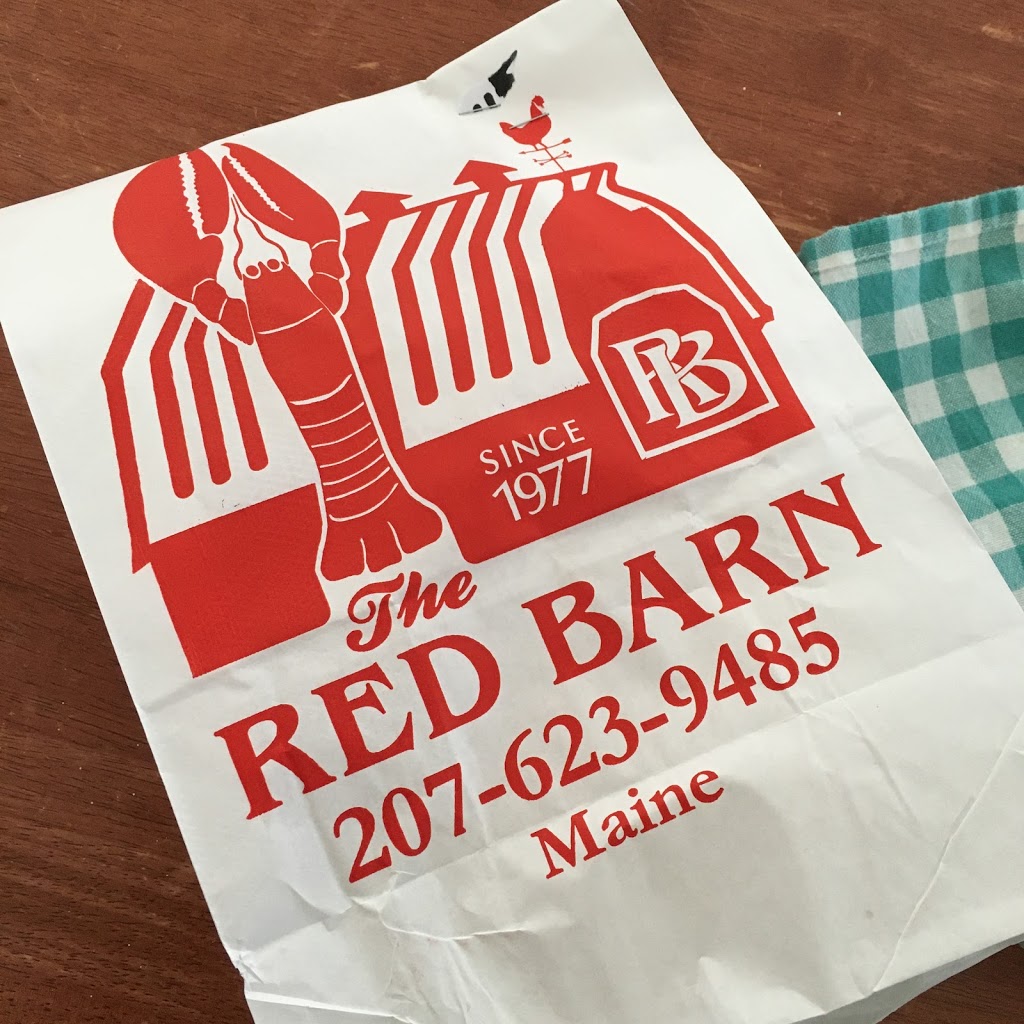 RB
SINCE
1977
The
RED BARN
207-623-9485
Maine